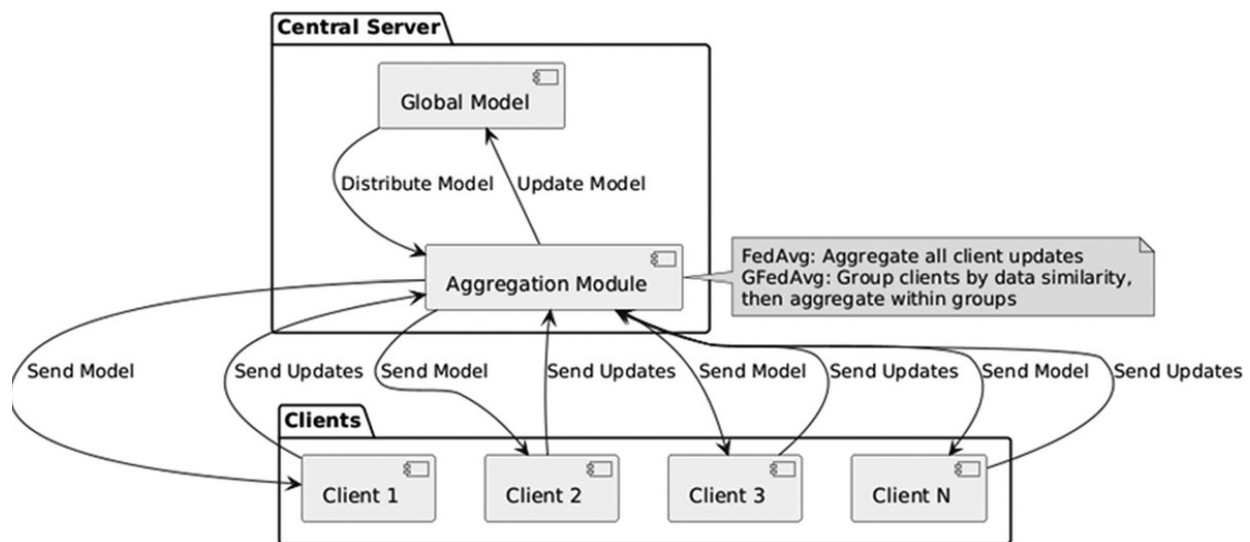 Central Server
Global Model
Distribute Model
Update Model
Aggregation Module
FedAvg: Aggregate all client updates
GFedAvg: Group clients by data similarity,
then aggregate within groups
Send Model
Send Updates
Send Model
Send Updates
Send Model
Send Updates
Send Model
Send Updates
Clients
Client 1
Client 2
Client 3
Client N